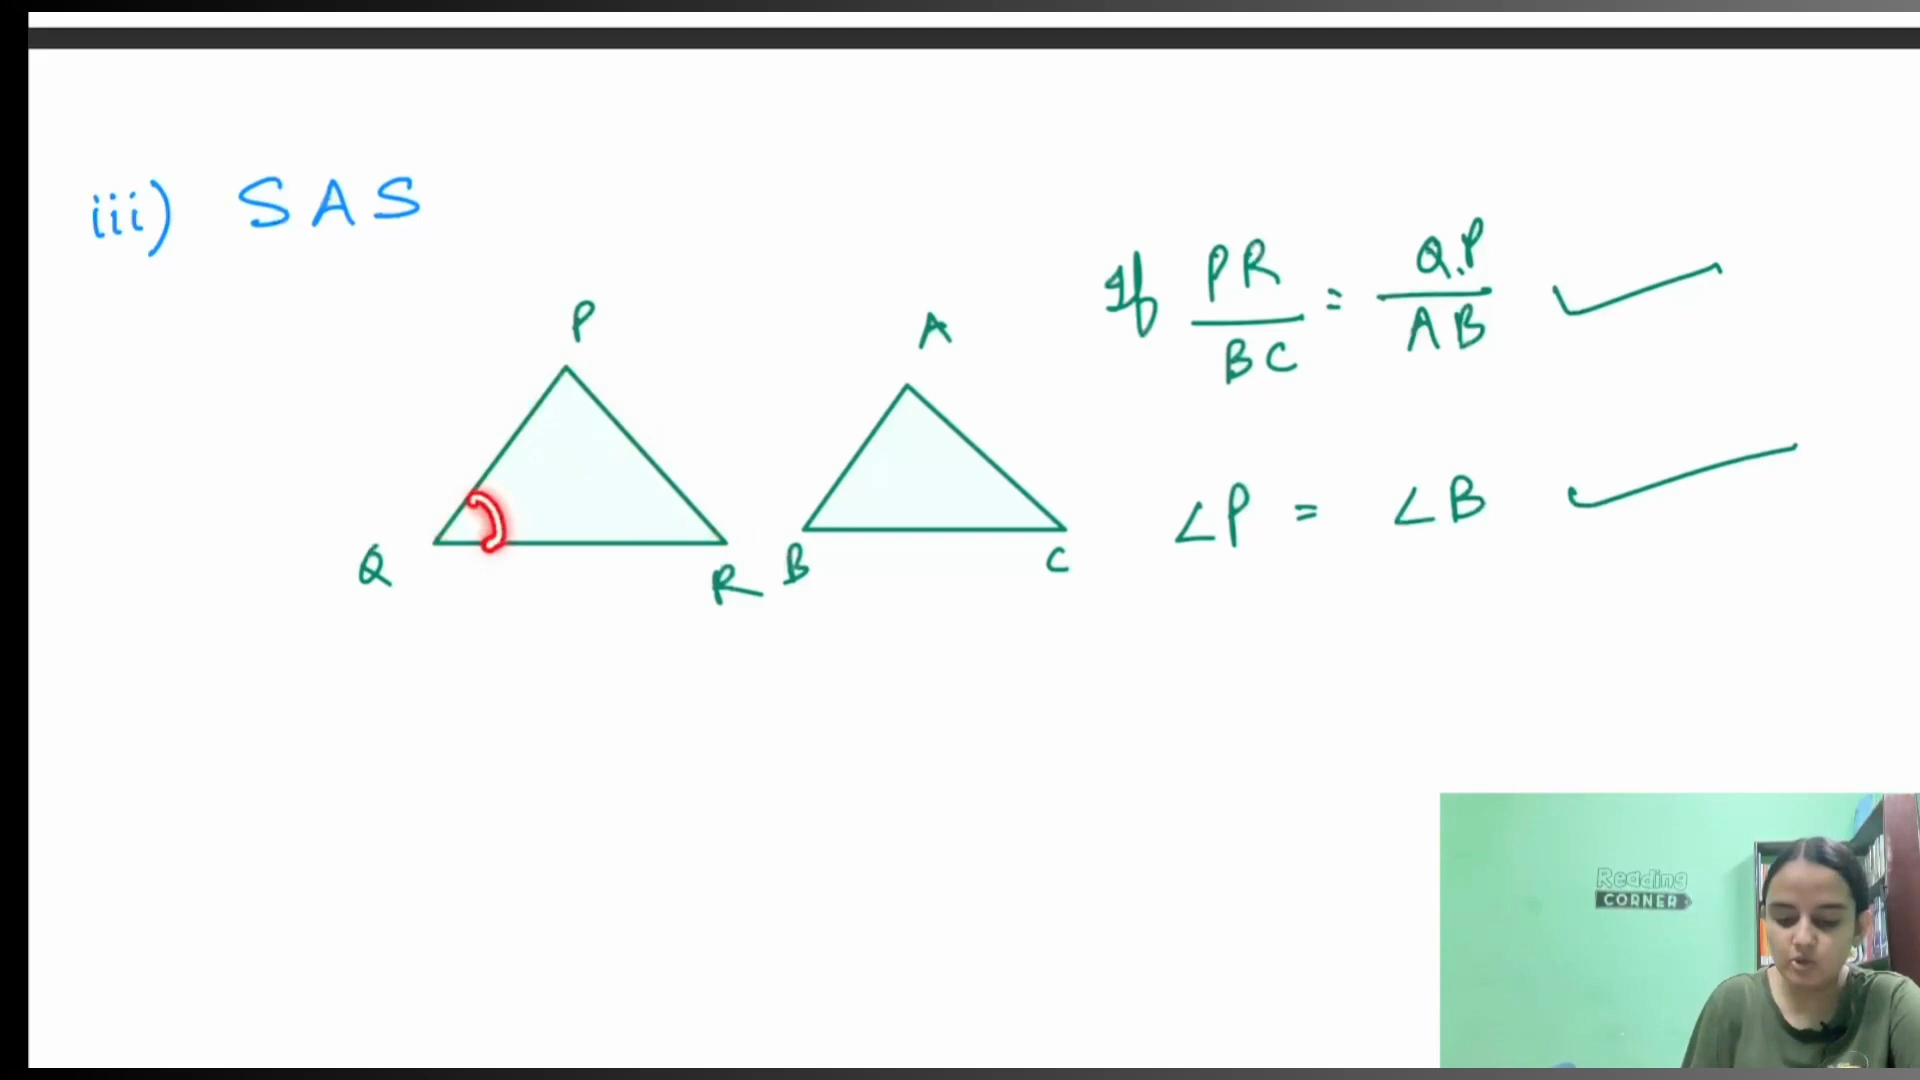 iii) SAS
If PR/BC = QP/AB
∠P = ∠B
P
A
Q
R
B
C
Reading
CORNER